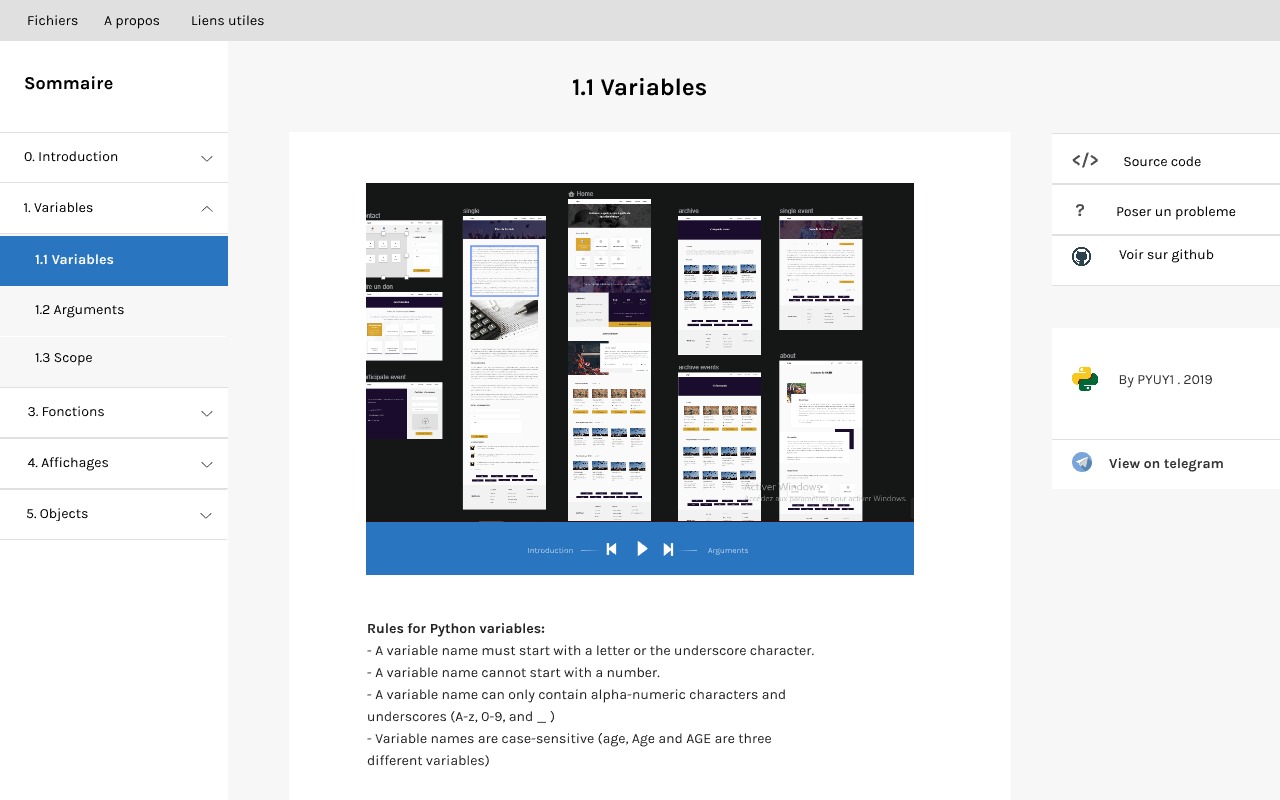 Fichiers
A propos
Liens utiles
Sommaire
1.1 Variables
0. Introduction
1. Variables
1.1 Variables
1.2 Arguments
1.3 Scope
3. Fonctions
4. Affichages
5. Objects
Source code
Poser un probleme
Voir sur github
By PYUY1 . 2019
View on telegram
ontact
single
Home
archive
single event
re un don
ticipate event
archive events
about
Activer Windows
Accédez aux paramètres pour activer Windows.
Introduction
Arguments
Rules for Python variables:
- A variable name must start with a letter or the underscore character.
- A variable name cannot start with a number.
- A variable name can only contain alpha-numeric characters and
underscores (A-z, 0-9, and _ )
- Variable names are case-sensitive (age, Age and AGE are three
different variables)